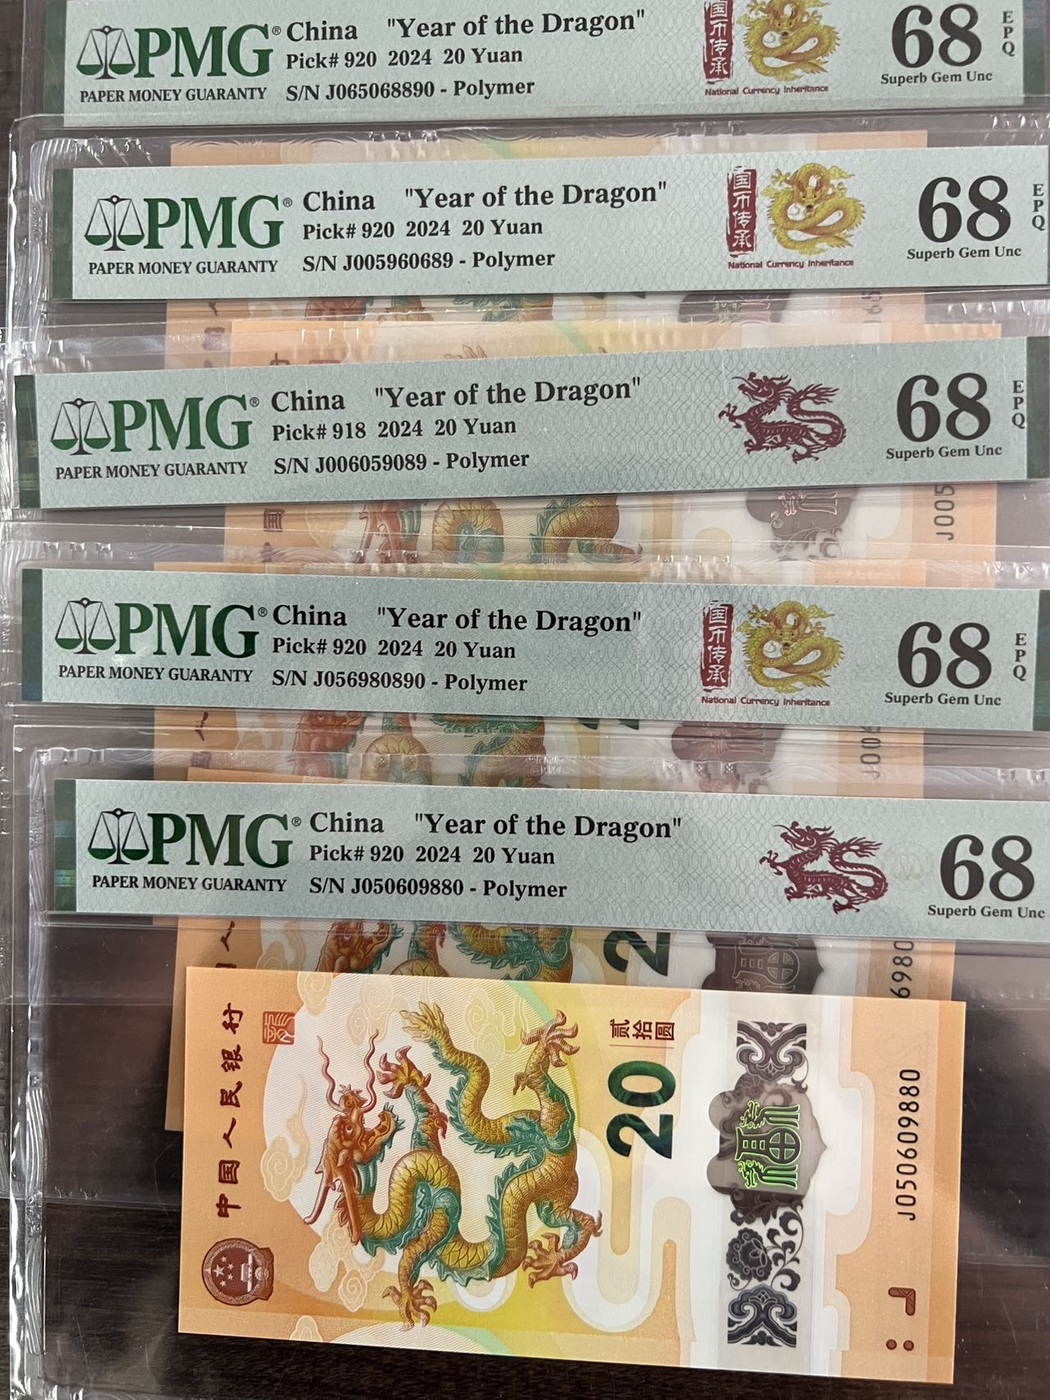 PMG® China "Year of the Dragon"
Pick# 920 2024 20 Yuan
PAPER MONEY GUARANTY
S/N J065068890 - Polymer
国币传承
National Currency Inheritance
68 EPQ
Superb Gem Unc
PMG® China "Year of the Dragon"
Pick# 920 2024 20 Yuan
PAPER MONEY GUARANTY
S/N J005960689 - Polymer
国币传承
National Currency Inheritance
68 EPQ
Superb Gem Unc
PMG® China "Year of the Dragon"
Pick# 918 2024 20 Yuan
PAPER MONEY GUARANTY
S/N J006059089 - Polymer
68 EPQ
Superb Gem Unc
J005
PMG® China "Year of the Dragon"
Pick# 920 2024 20 Yuan
PAPER MONEY GUARANTY
S/N J056980890 - Polymer
国币传承
National Currency Inheritance
68 EPQ
Superb Gem Unc
PMG® China "Year of the Dragon"
Pick# 920 2024 20 Yuan
PAPER MONEY GUARANTY
S/N J050609880 - Polymer
68
Superb Gem Unc
6980
中国人民银行
贰拾圆
20
J050609880